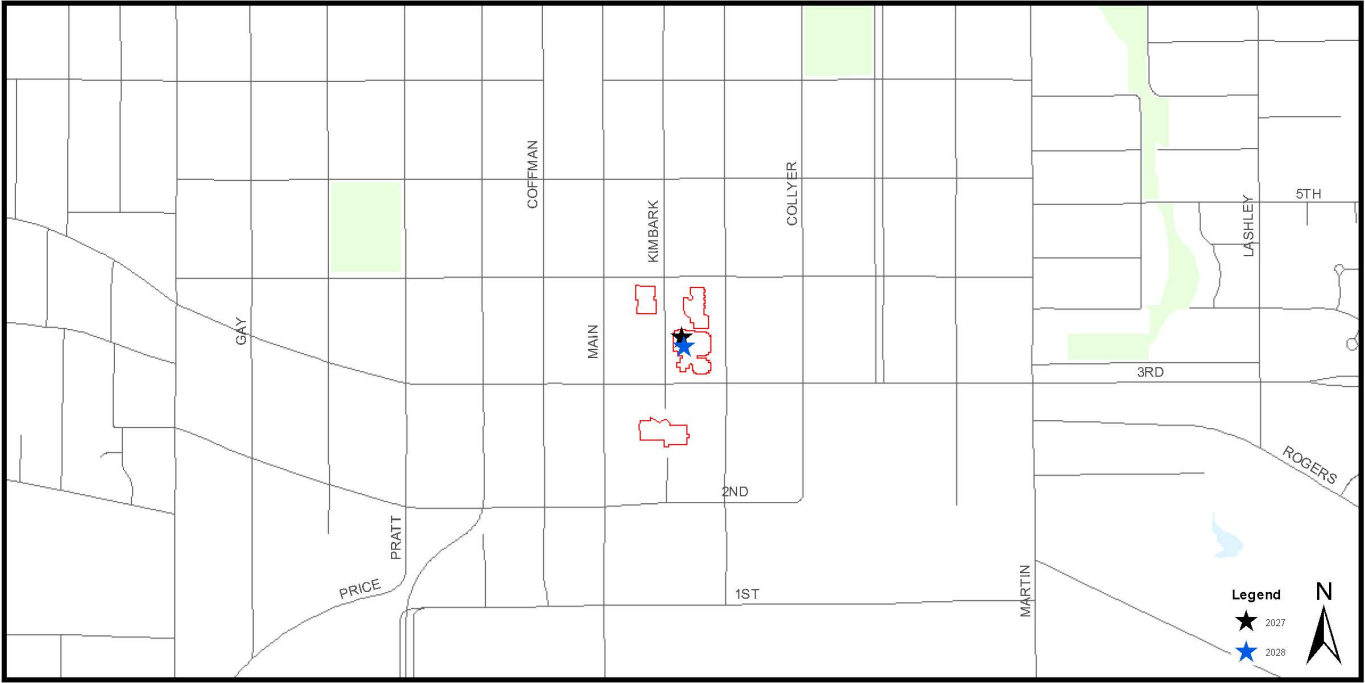 COFFMAN
COLLYER
KIMBARK
5TH
LASHLEY
GAY
MAIN
3RD
ROGERS
2ND
PRATT
PRICE
1ST
MARTIN
N
Legend
2027
2028